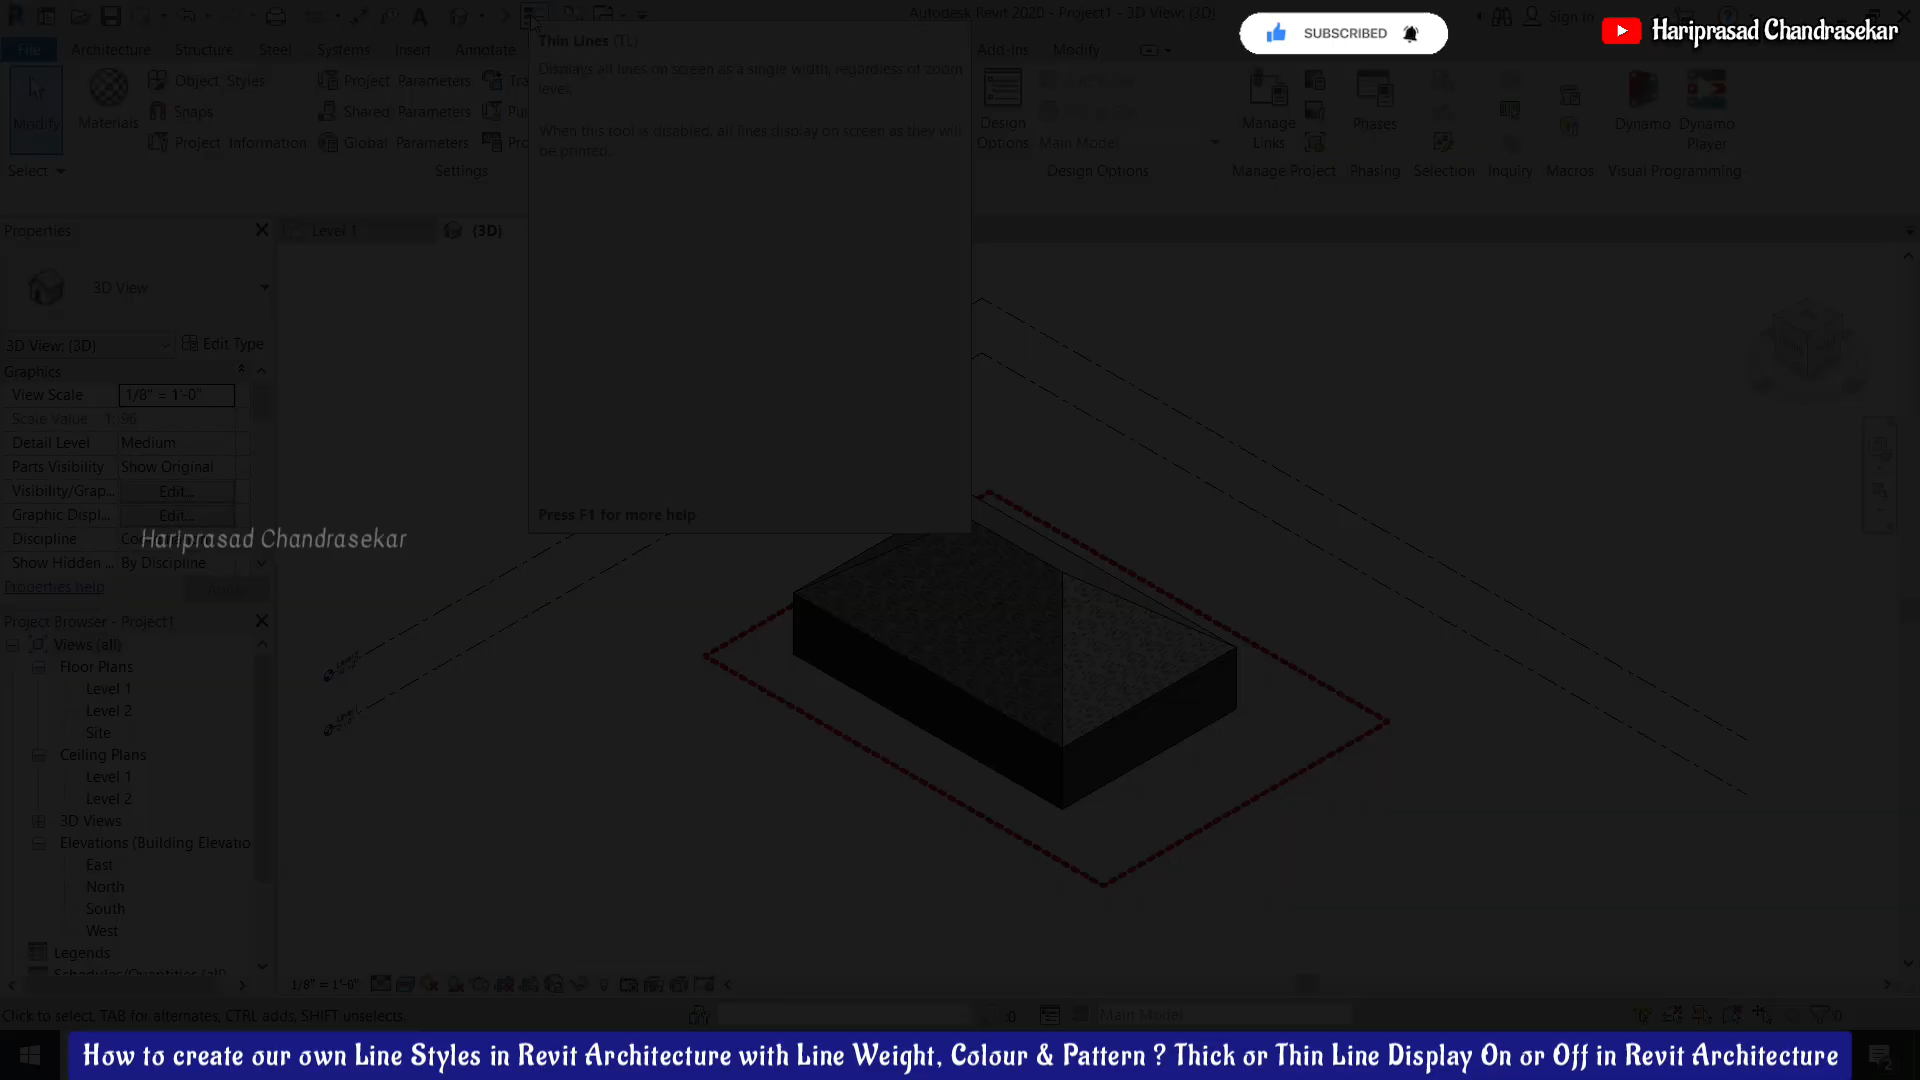 Autodesk Revit 2020 - Project1 - 3D View: {3D}
Sign In
SUBSCRIBED
Hariprasad Chandrasekar
File Architecture Structure Steel Systems Insert Annotate
Add-Ins Modify
Thin Lines (TL)
Displays all lines on screen as a single width, regardless of zoom level.
When this tool is disabled, all lines display on screen as they will be printed.
Press F1 for more help
Modify
Select
Materials
Object Styles
Snaps
Project Information
Project Parameters
Shared Parameters
Global Parameters
Settings
Design Options
Main Model
Design Options
Manage Links
Manage Project
Phases
Phasing
Selection
Inquiry
Macros
Dynamo
Dynamo Player
Visual Programming
Properties
Level 1
{3D}
3D View
3D View: {3D}
Edit Type
Graphics
View Scale 1/8" = 1'-0"
Scale Value 1: 96
Detail Level Medium
Parts Visibility Show Original
Visibility/Grap... Edit...
Graphic Displ... Edit...
Discipline
Hariprasad Chandrasekar
Show Hidden ... By Discipline
Properties help
Apply
Project Browser - Project1
Views (all)
Floor Plans
Level 1
Level 2
Site
Ceiling Plans
Level 1
Level 2
3D Views
Elevations (Building Elevatio
East
North
South
West
Legends
Schedules/Quantities (all)
1/8" = 1'-0"
Click to select, TAB for alternates, CTRL adds, SHIFT unselects.
:0
Main Model
How to create our own Line Styles in Revit Architecture with Line Weight, Colour & Pattern ? Thick or Thin Line Display On or Off in Revit Architecture